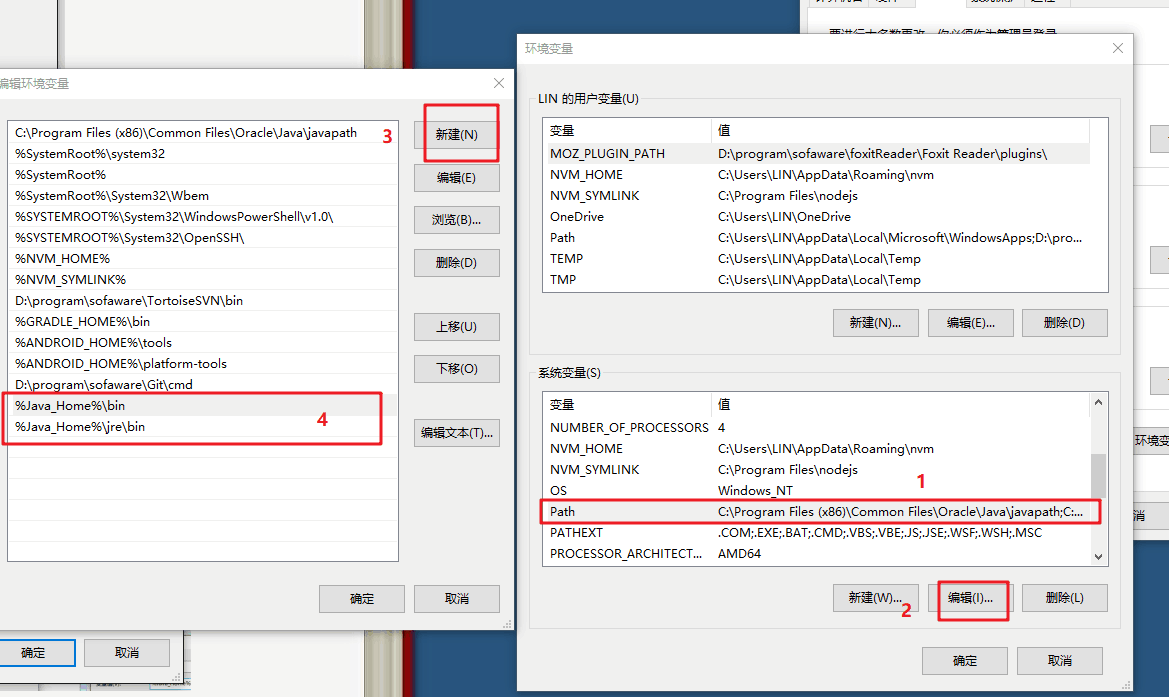 要进行大多数更改，你必须作为管理员登录。
编辑环境变量
C:\Program Files (x86)\Common Files\Oracle\Java\javapath
%SystemRoot%\system32
%SystemRoot%
%SystemRoot%\System32\Wbem
%SYSTEMROOT%\System32\WindowsPowerShell\v1.0\
%SYSTEMROOT%\System32\OpenSSH\
%NVM_HOME%
%NVM_SYMLINK%
D:\program\sofaware\TortoiseSVN\bin
%GRADLE_HOME%\bin
%ANDROID_HOME%\tools
%ANDROID_HOME%\platform-tools
D:\program\sofaware\Git\cmd
%Java_Home%\bin
%Java_Home%\jre\bin
3
4
新建(N)
编辑(E)
浏览(B)...
删除(D)
上移(U)
下移(O)
编辑文本(T)...
确定 取消
确定 取消
环境变量
LIN 的用户变量(U)
变量 值
MOZ_PLUGIN_PATH D:\program\sofaware\foxitReader\Foxit Reader\plugins\
NVM_HOME C:\Users\LIN\AppData\Roaming\nvm
NVM_SYMLINK C:\Program Files\nodejs
OneDrive C:\Users\LIN\OneDrive
Path C:\Users\LIN\AppData\Local\Microsoft\WindowsApps;D:\pro...
TEMP C:\Users\LIN\AppData\Local\Temp
TMP C:\Users\LIN\AppData\Local\Temp
新建(N)... 编辑(E)... 删除(D)
系统变量(S)
变量 值
NUMBER_OF_PROCESSORS 4
NVM_HOME C:\Users\LIN\AppData\Roaming\nvm
NVM_SYMLINK C:\Program Files\nodejs
1
OS Windows_NT
Path C:\Program Files (x86)\Common Files\Oracle\Java\javapath;C:...
PATHEXT .COM;.EXE;.BAT;.CMD;.VBS;.VBE;.JS;.JSE;.WSF;.WSH;.MSC
PROCESSOR_ARCHITECT... AMD64
新建(W)... 2 编辑(I)... 删除(L)
确定 取消
环境变
消